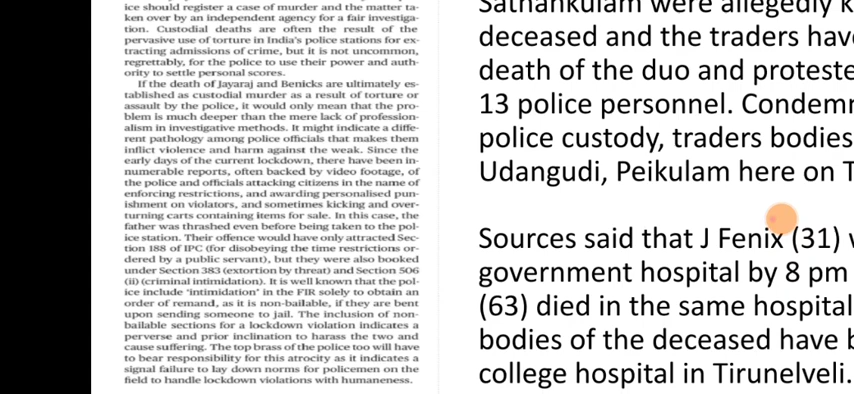 ice should register a case of murder and the matter ta-
ken over by an independent agency for a fair investiga-
tion. Custodial deaths are often the result of the
pervasive use of torture in India's police stations for ex-
tracting admissions of crime, but it is not uncommon,
regrettably, for the police to use their power and auth-
ority to settle personal scores.
If the death of Jayaraj and Benicks are ultimately es-
tablished as custodial murder as a result of torture or
assault by the police, it would only mean that the pro-
blem is much deeper than the mere lack of profession-
alism in investigative methods. It might indicate a diffe-
rent pathology among police officials that makes them
inflict violence and harm against the weak. Since the
early days of the current lockdown, there have been in-
numerable reports, often backed by video footage, of
the police and officials attacking citizens in the name of
enforcing restrictions, and awarding personalised pun-
ishment on violators, and sometimes kicking and over-
turning carts containing items for sale. In this case, the
father was thrashed even before being taken to the pol-
ice station. Their offence would have only attracted Sec-
tion 188 of IPC (for disobeying the time restrictions or-
dered by a public servant), but they were also booked
under Section 383 (extortion by threat) and Section 506
(ii) (criminal intimidation). It is well known that the pol-
ice include 'intimidation' in the FIR solely to obtain an
order of remand, as it is non-bailable, if they are bent
upon sending someone to jail. The inclusion of non-
bailable sections for a lockdown violation indicates a
perverse and prior inclination to harass the two and
cause suffering. The top brass of the police too will have
to bear responsibility for this atrocity as it indicates a
signal failure to lay down norms for policemen on the
field to handle lockdown violations with humaneness.
Sathankulam were allegedly k
deceased and the traders hav
death of the duo and proteste
13 police personnel. Condemn
police custody, traders bodies
Udangudi, Peikulam here on T
Sources said that J Fenix (31)
government hospital by 8 pm
(63) died in the same hospital
bodies of the deceased have b
college hospital in Tirunelveli.